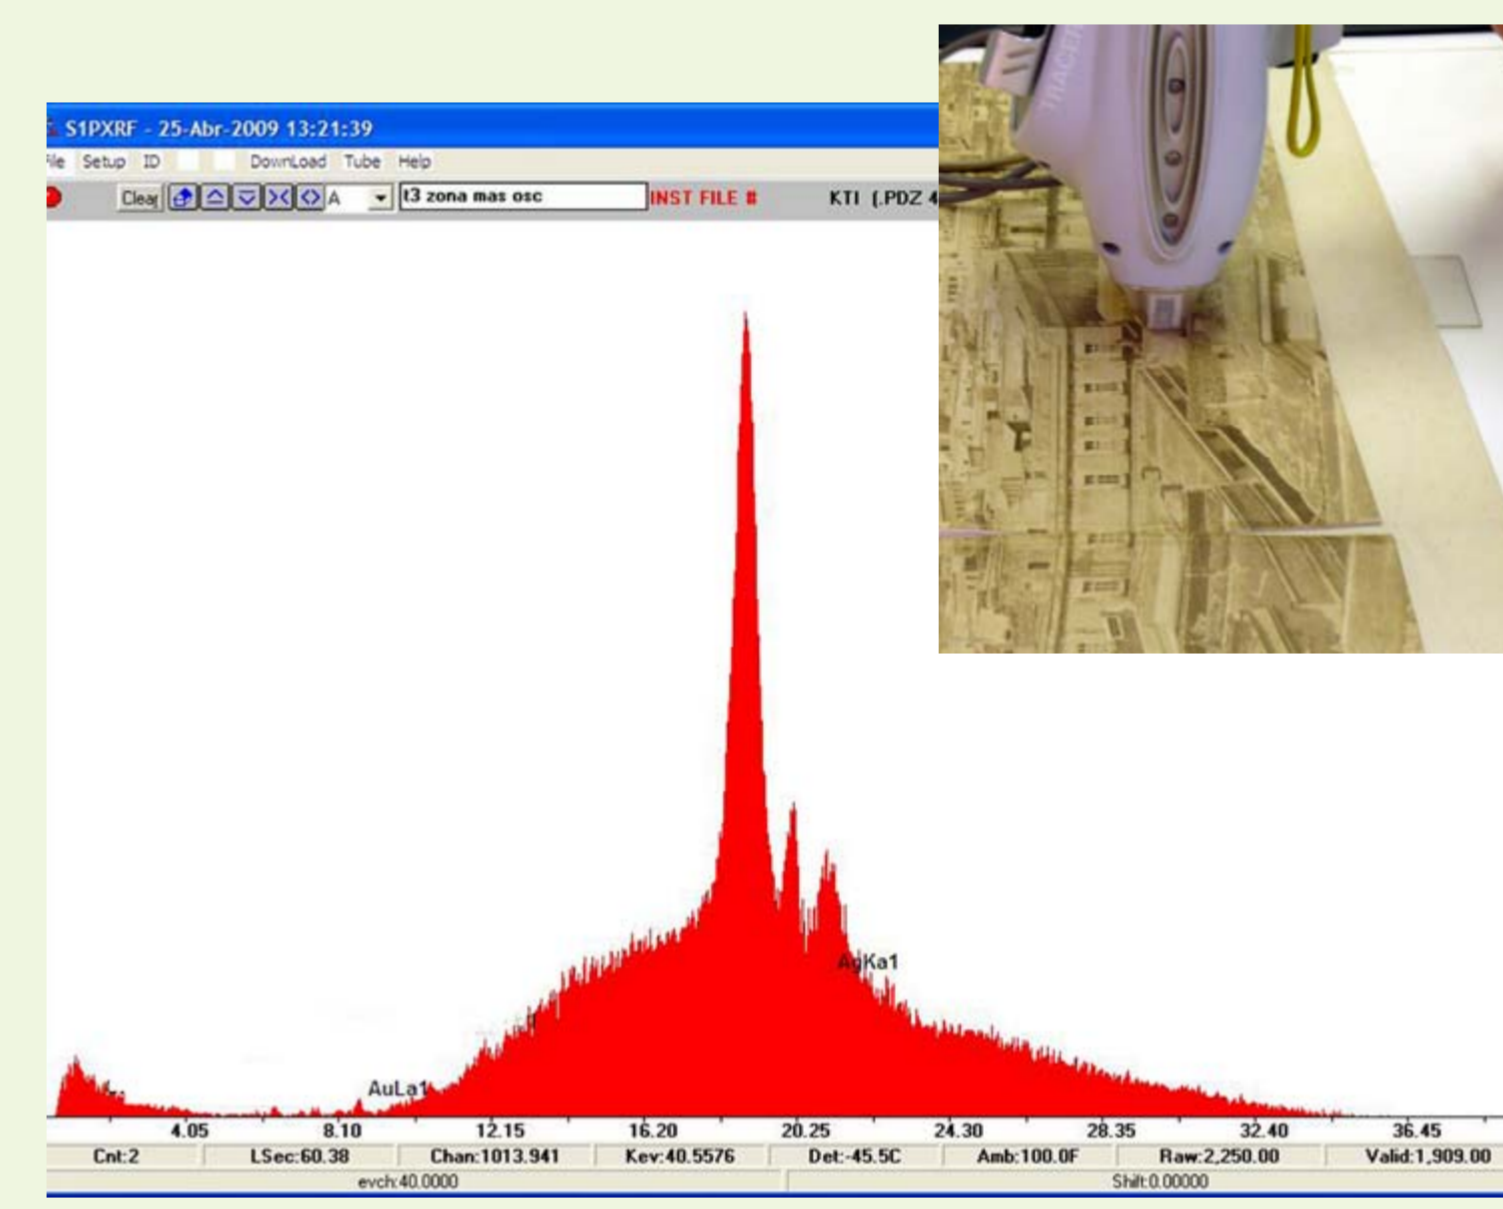 S1PXRF - 25-Abr-2009 13:21:39
File Setup ID DownLoad Tube Help
Clear A t3 zona mas osc INST FILE # KTI (.PDZ 4
TRACER
AgKa1
AuLa1
4.05 8.10 12.15 16.20 20.25 24.30 28.35 32.40 36.45
Cnt:2 LSec:60.38 Chan:1013.941 Kev:40.5576 Det:-45.5C Amb:100.0F Raw:2,250.00 Valid:1,909.00
evch:40.0000 Shift:0.00000